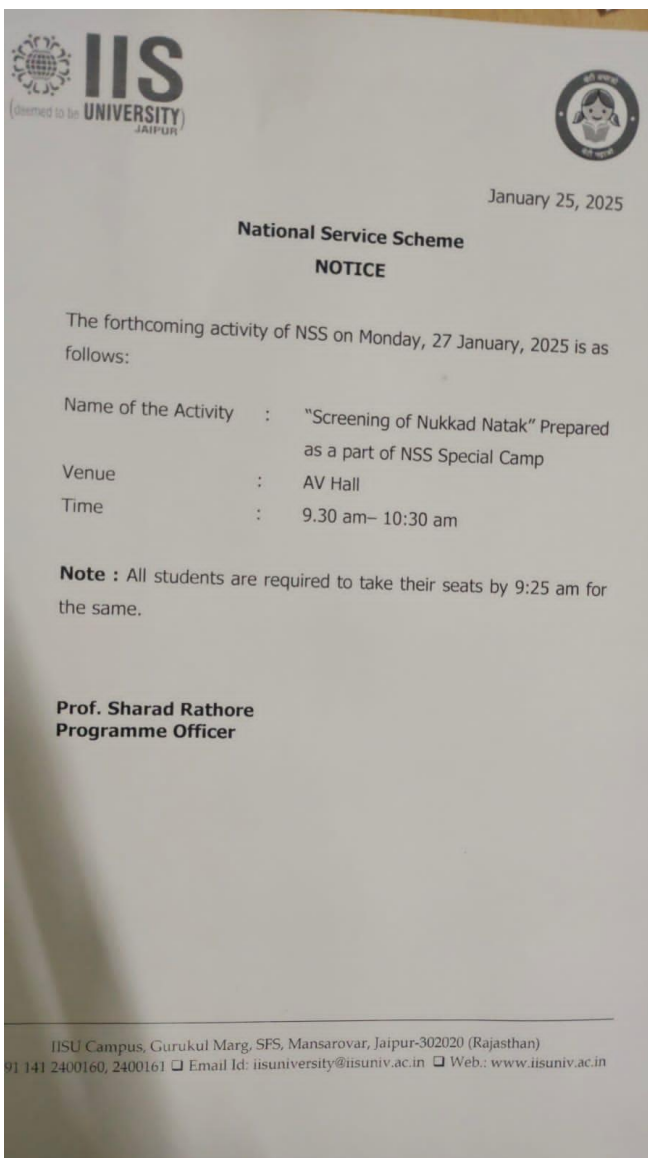 IIS
(deemed to be UNIVERSITY)
JAIPUR
बेटी बचाओ
बेटी पढ़ाओ
January 25, 2025
National Service Scheme
NOTICE
The forthcoming activity of NSS on Monday, 27 January, 2025 is as
follows:
Name of the Activity : “Screening of Nukkad Natak” Prepared
as a part of NSS Special Camp
Venue : AV Hall
Time : 9.30 am– 10:30 am
Note : All students are required to take their seats by 9:25 am for
the same.
Prof. Sharad Rathore
Programme Officer
IISU Campus, Gurukul Marg, SFS, Mansarovar, Jaipur-302020 (Rajasthan)
91 141 2400160, 2400161 ❑ Email Id: iisuniversity@iisuniv.ac.in ❑ Web.: www.iisuniv.ac.in